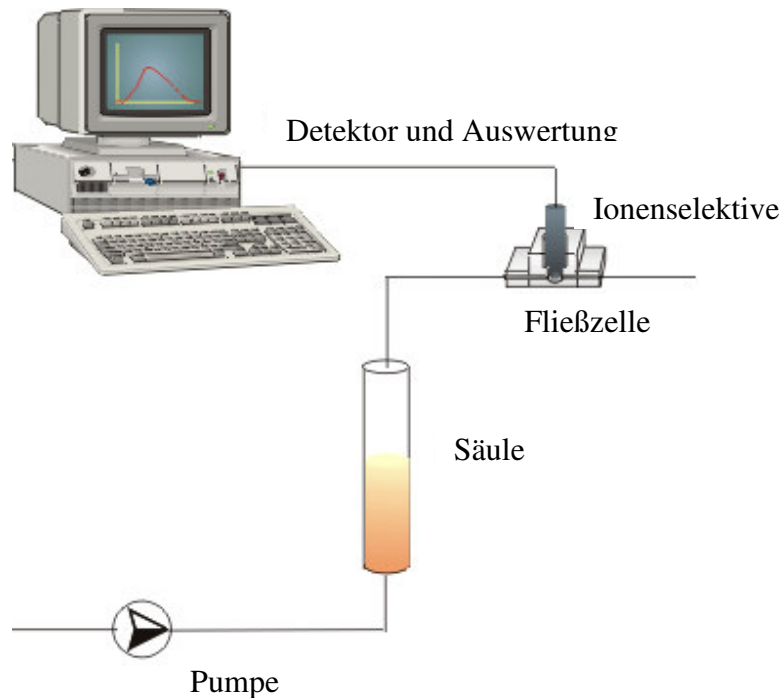 Detektor und Auswertung
Ionenselektive
Fließzelle
Säule
Pumpe